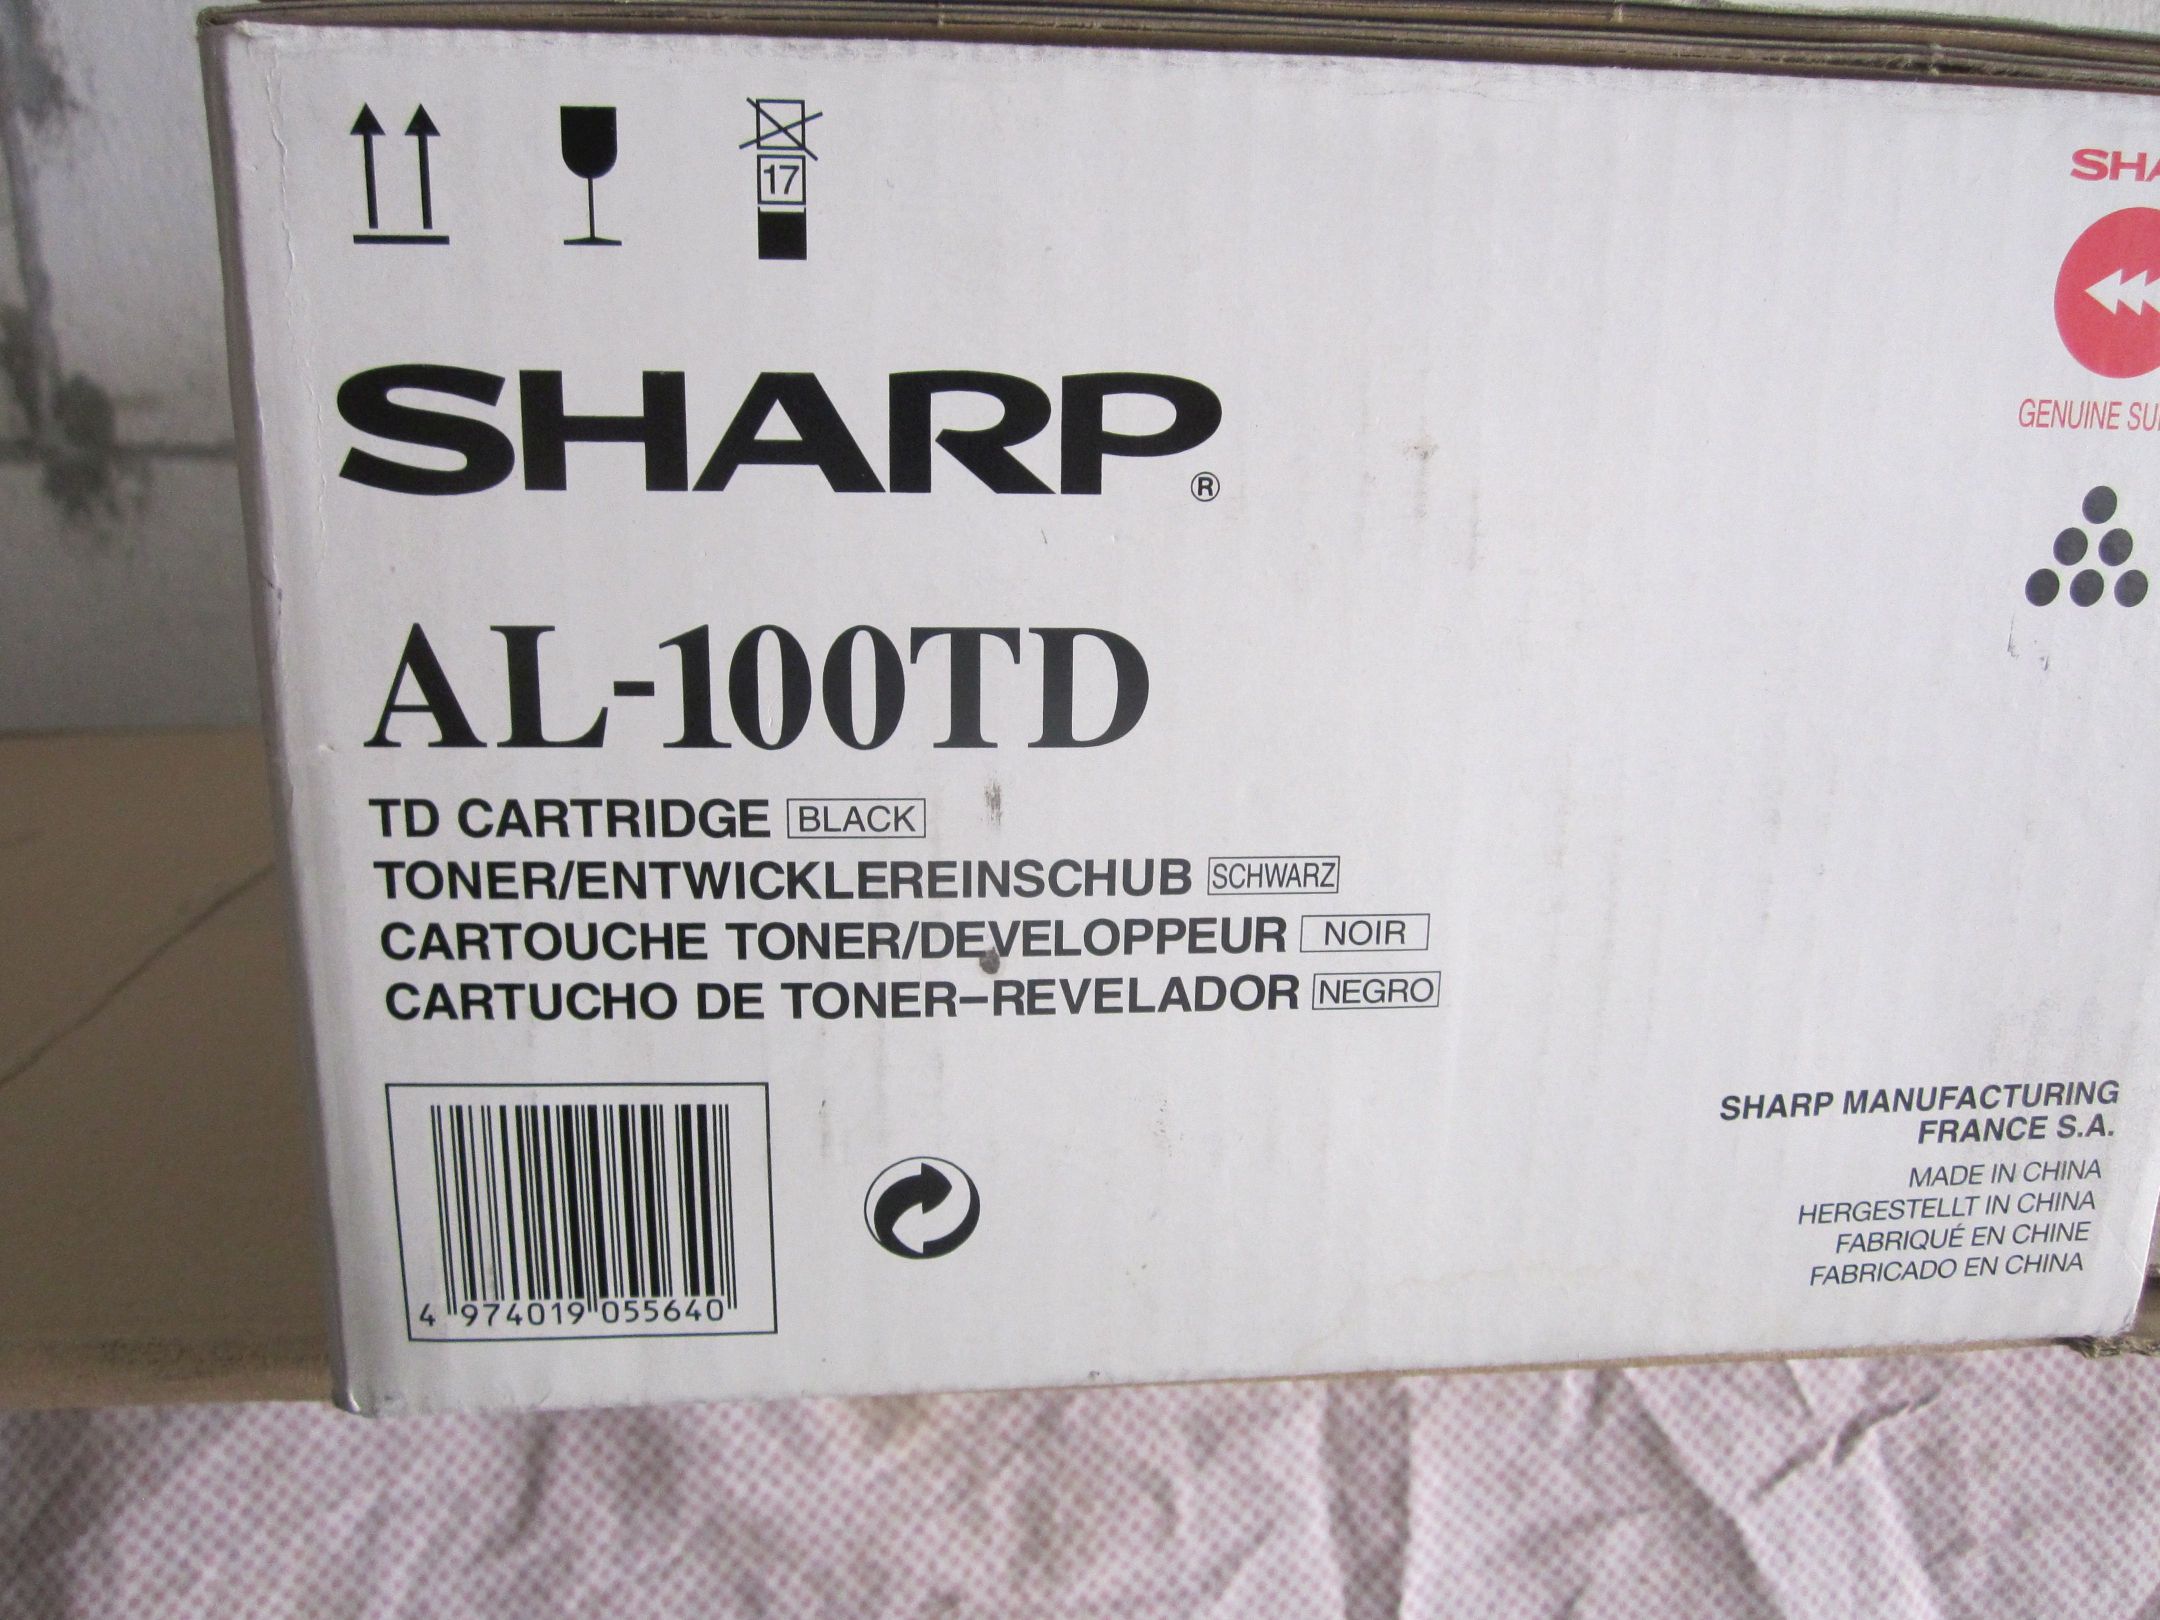 17
SHARP®
AL-100TD
TD CARTRIDGE BLACK
TONER/ENTWICKLEREINSCHUB SCHWARZ
CARTOUCHE TONER/DEVELOPPEUR NOIR
CARTUCHO DE TONER–REVELADOR NEGRO
4 974019 055640
GENUINE
SHARP MANUFACTURING
FRANCE S.A.
MADE IN CHINA
HERGESTELLT IN CHINA
FABRIQUÉ EN CHINE
FABRICADO EN CHINA